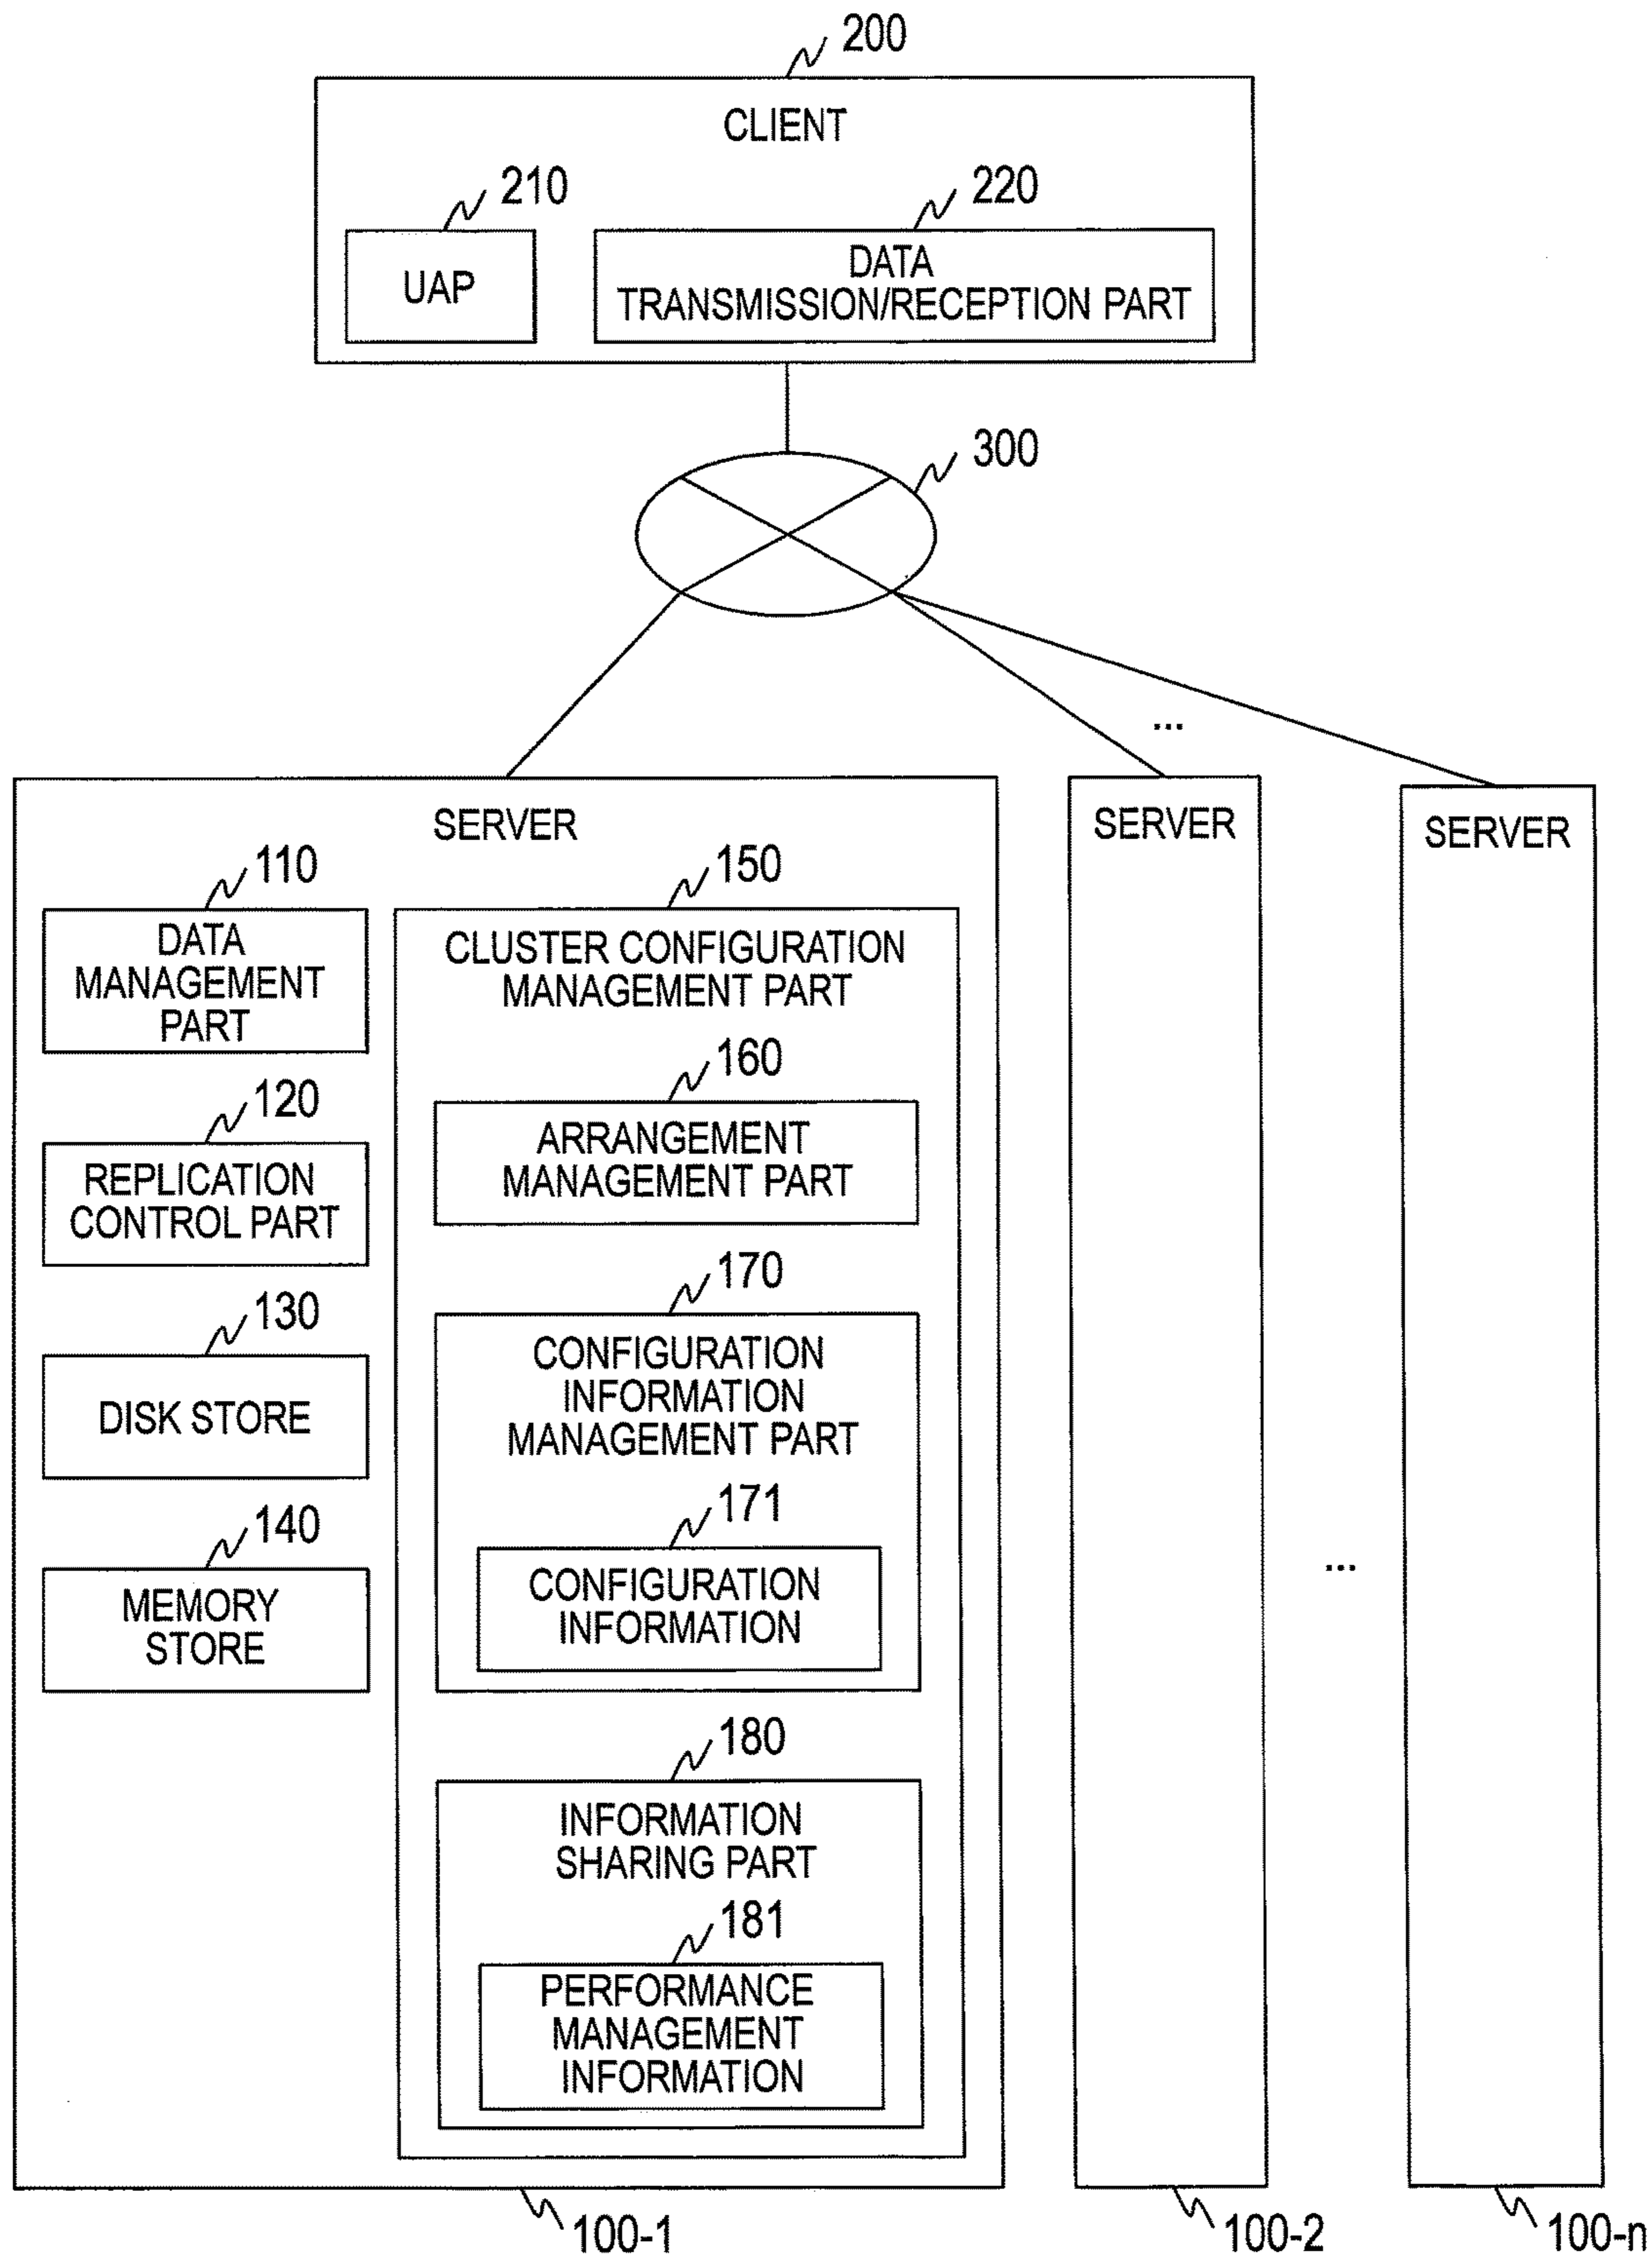 200
CLIENT
210
220
UAP
DATA
TRANSMISSION/RECEPTION PART
300
...
SERVER
SERVER
SERVER
110
DATA
MANAGEMENT
PART
120
REPLICATION
CONTROL PART
130
DISK STORE
140
MEMORY
STORE
150
CLUSTER CONFIGURATION
MANAGEMENT PART
160
ARRANGEMENT
MANAGEMENT PART
170
CONFIGURATION
INFORMATION
MANAGEMENT PART
171
CONFIGURATION
INFORMATION
180
INFORMATION
SHARING PART
181
PERFORMANCE
MANAGEMENT
INFORMATION
...
100-1
100-2
100-n